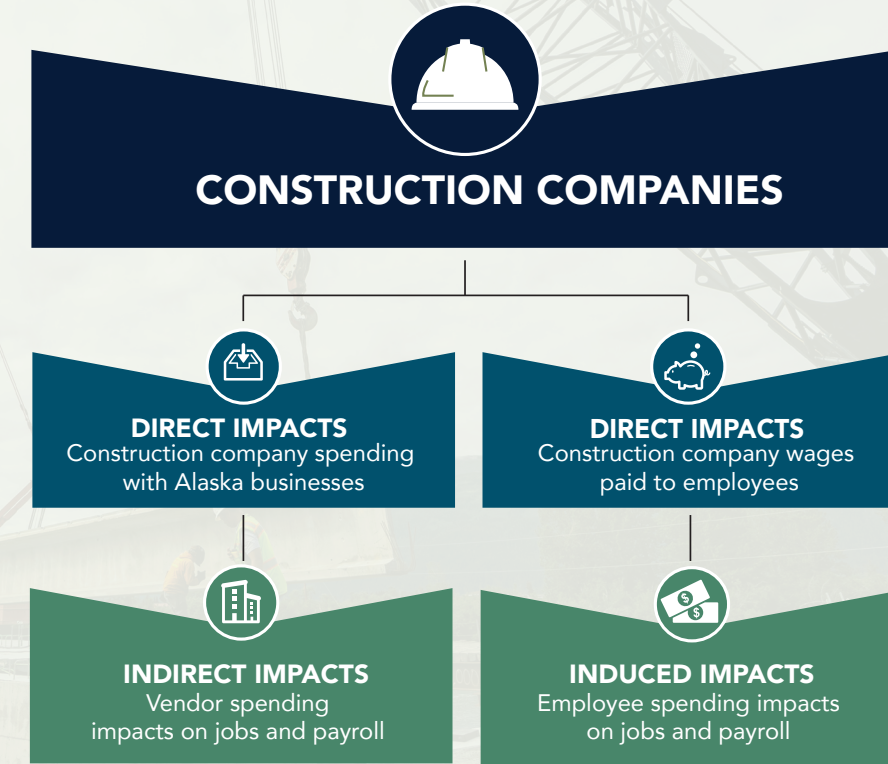 CONSTRUCTION COMPANIES
DIRECT IMPACTS
Construction company spending
with Alaska businesses
DIRECT IMPACTS
Construction company wages
paid to employees
INDIRECT IMPACTS
Vendor spending
impacts on jobs and payroll
$
$
INDUCED IMPACTS
Employee spending impacts
on jobs and payroll